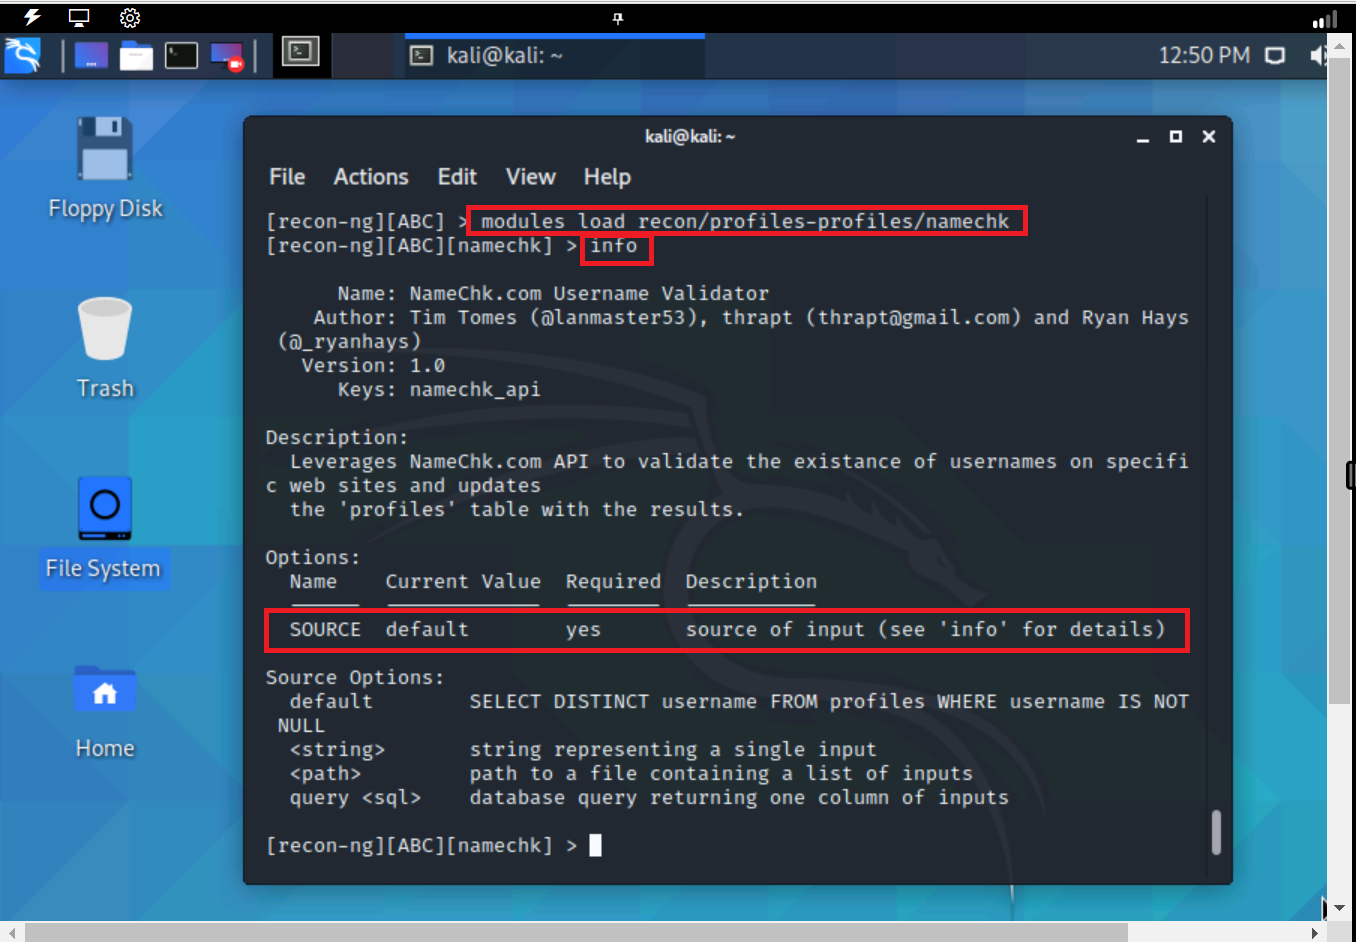 kali@kali: ~
12:50 PM
Floppy Disk
Trash
File System
Home
kali@kali: ~
File Actions Edit View Help
[recon-ng][ABC] > modules load recon/profiles-profiles/namechk
[recon-ng][ABC][namechk] > info
Name: NameChk.com Username Validator
Author: Tim Tomes (@lanmaster53), thrapt (thrapt@gmail.com) and Ryan Hays
(@_ryanhays)
Version: 1.0
Keys: namechk_api
Description:
Leverages NameChk.com API to validate the existance of usernames on specifi
c web sites and updates
the 'profiles' table with the results.
Options:
Name Current Value Required Description
SOURCE default yes source of input (see 'info' for details)
Source Options:
default SELECT DISTINCT username FROM profiles WHERE username IS NOT
NULL
<string> string representing a single input
<path> path to a file containing a list of inputs
query <sql> database query returning one column of inputs
[recon-ng][ABC][namechk] >